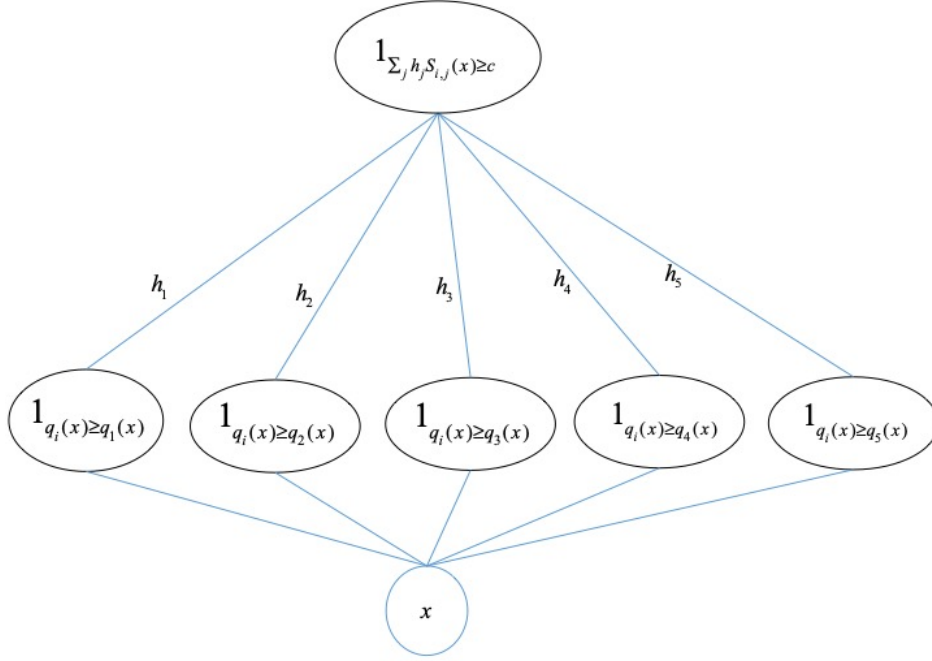 1_{∑_j h_j S_{i,j}(x)≥c}
h_1
h_2
h_3
h_4
h_5
1_{q_i(x)≥q_1(x)}
1_{q_i(x)≥q_2(x)}
1_{q_i(x)≥q_3(x)}
1_{q_i(x)≥q_4(x)}
1_{q_i(x)≥q_5(x)}
x